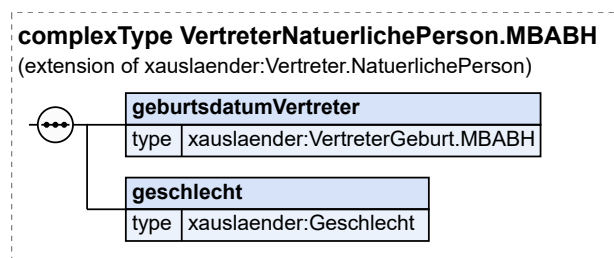 complexType VertreterNatuerlichePerson.MBABH
(extension of xauslaender:Vertreter.NatuerlichePerson)
geburtsdatumVertreter
type xauslaender:VertreterGeburt.MBABH
geschlecht
type xauslaender:Geschlecht